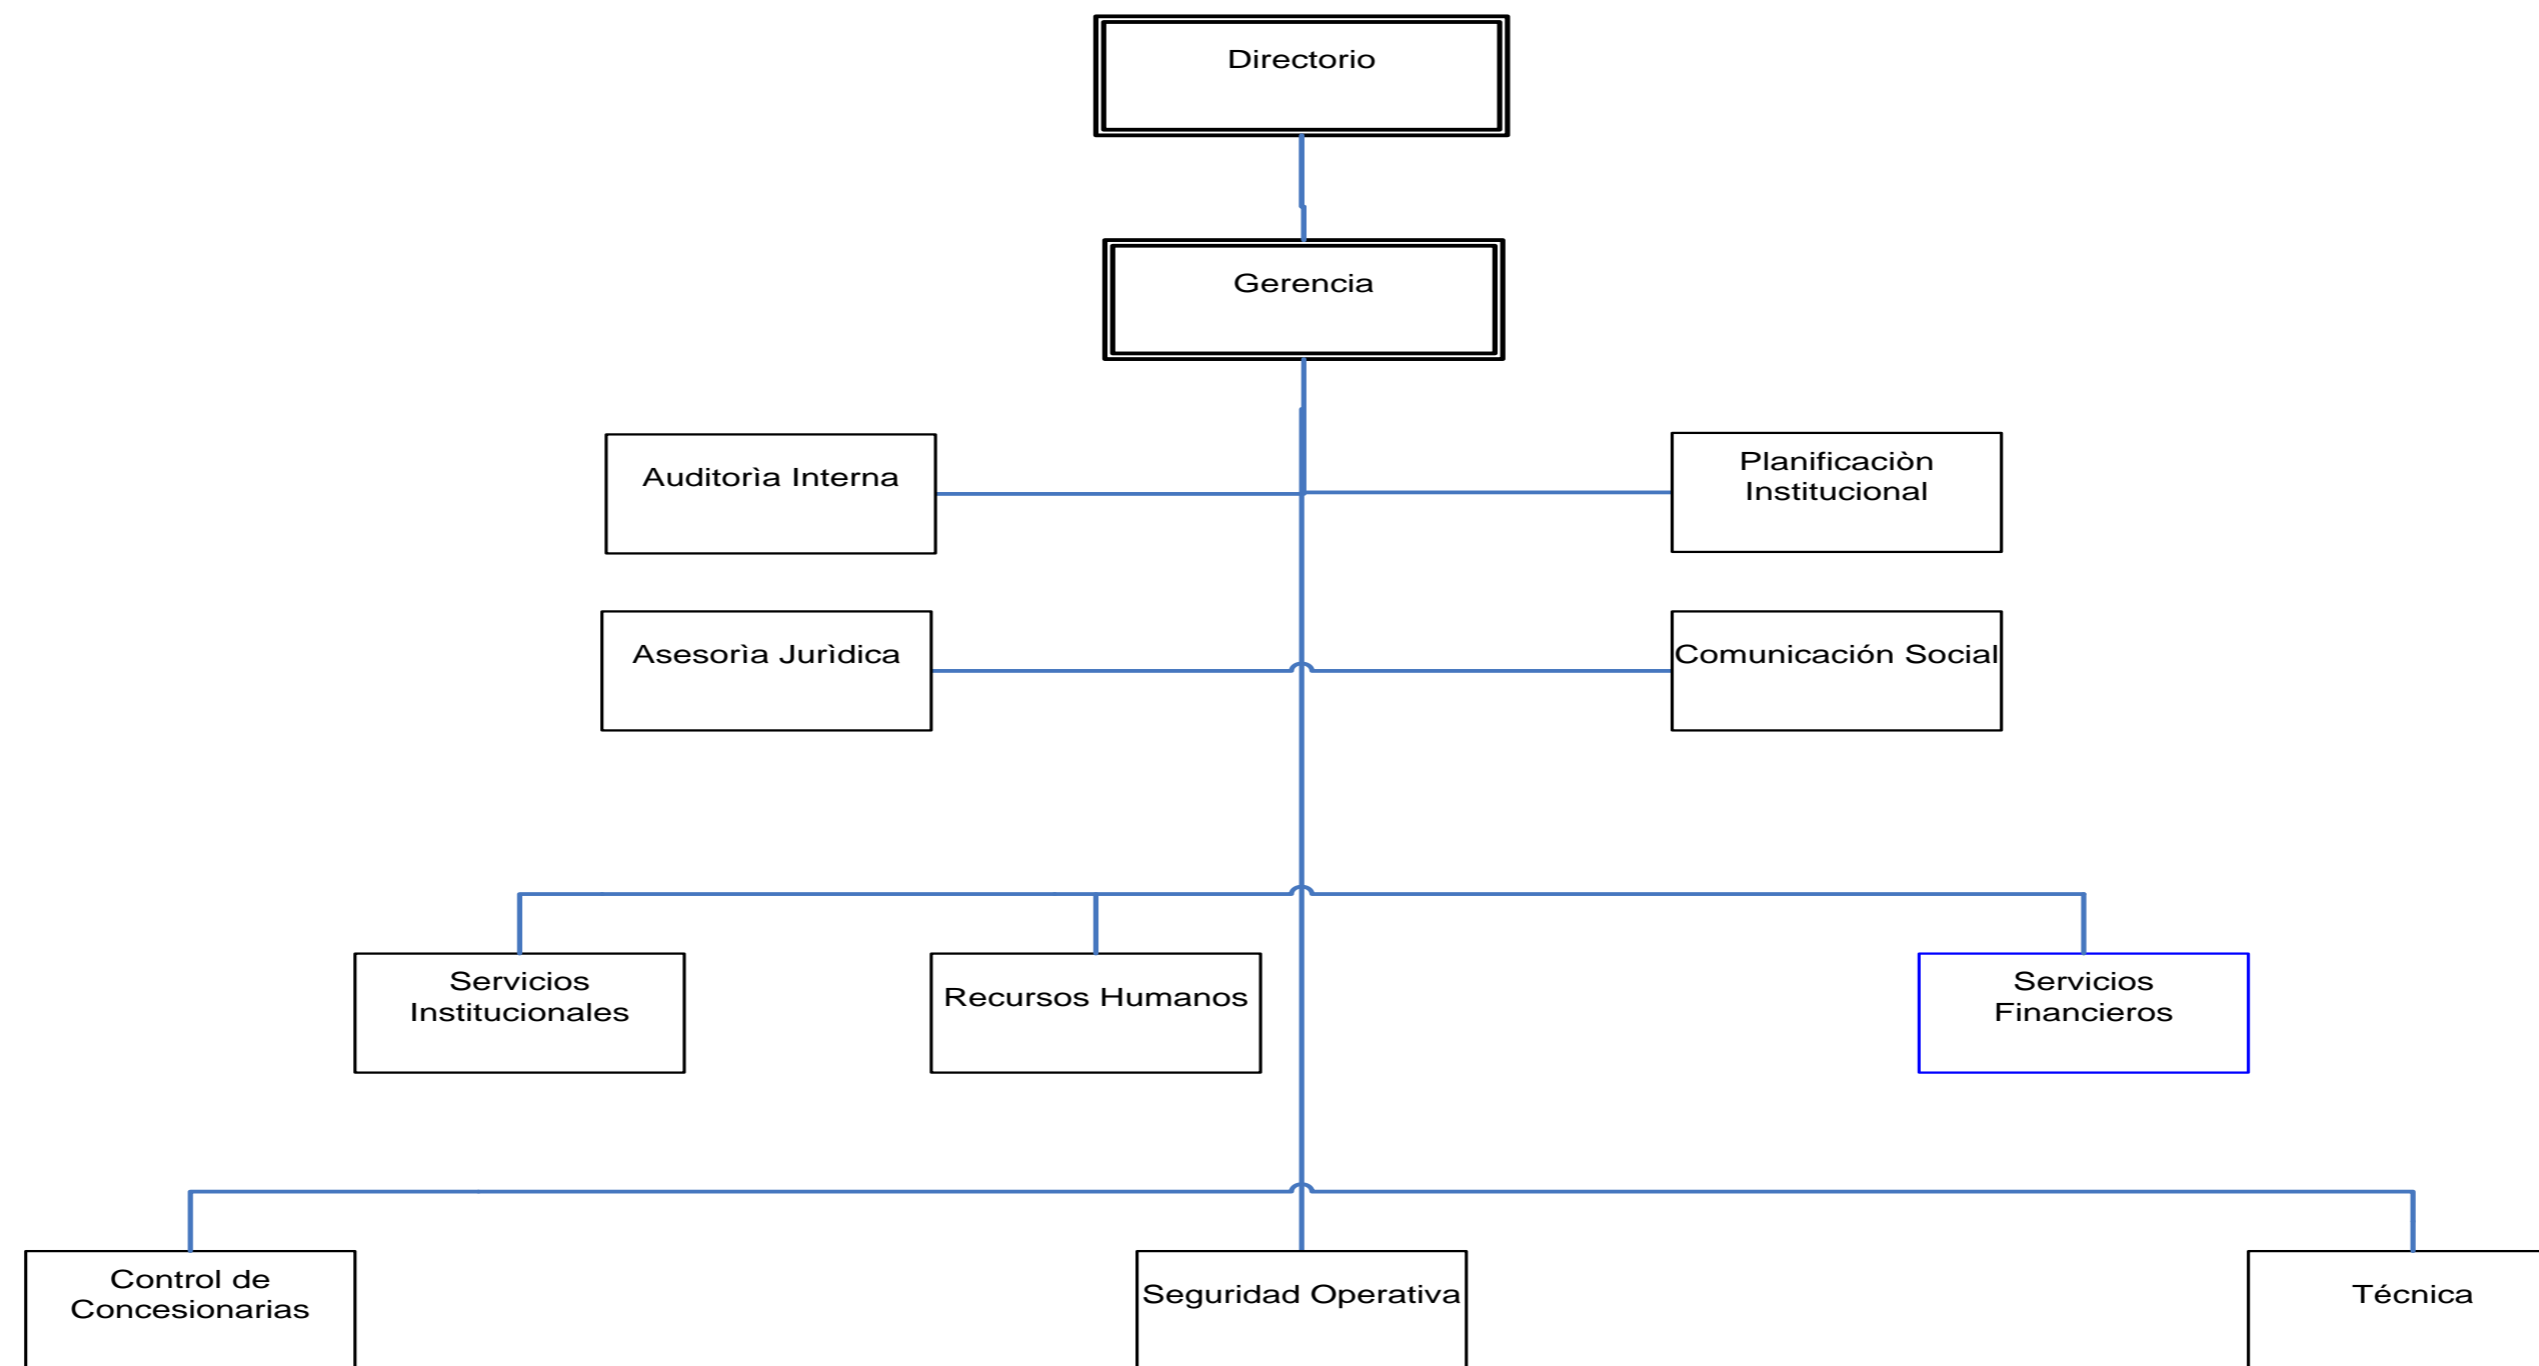 Directorio
Gerencia
Auditorìa Interna
Planificaciòn
Institucional
Asesorìa Jurìdica
Comunicación Social
Servicios
Institucionales
Recursos Humanos
Servicios
Financieros
Control de
Concesionarias
Seguridad Operativa
Técnica